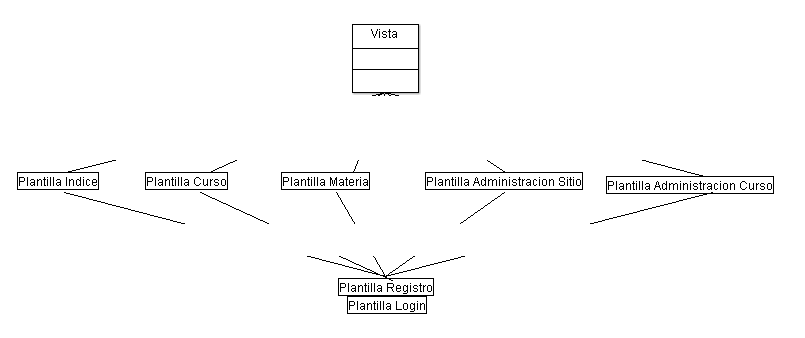 Vista
Plantilla Indice
Plantilla Curso
Plantilla Materia
Plantilla Administracion Sitio
Plantilla Administracion Curso
Plantilla Registro
Plantilla Login